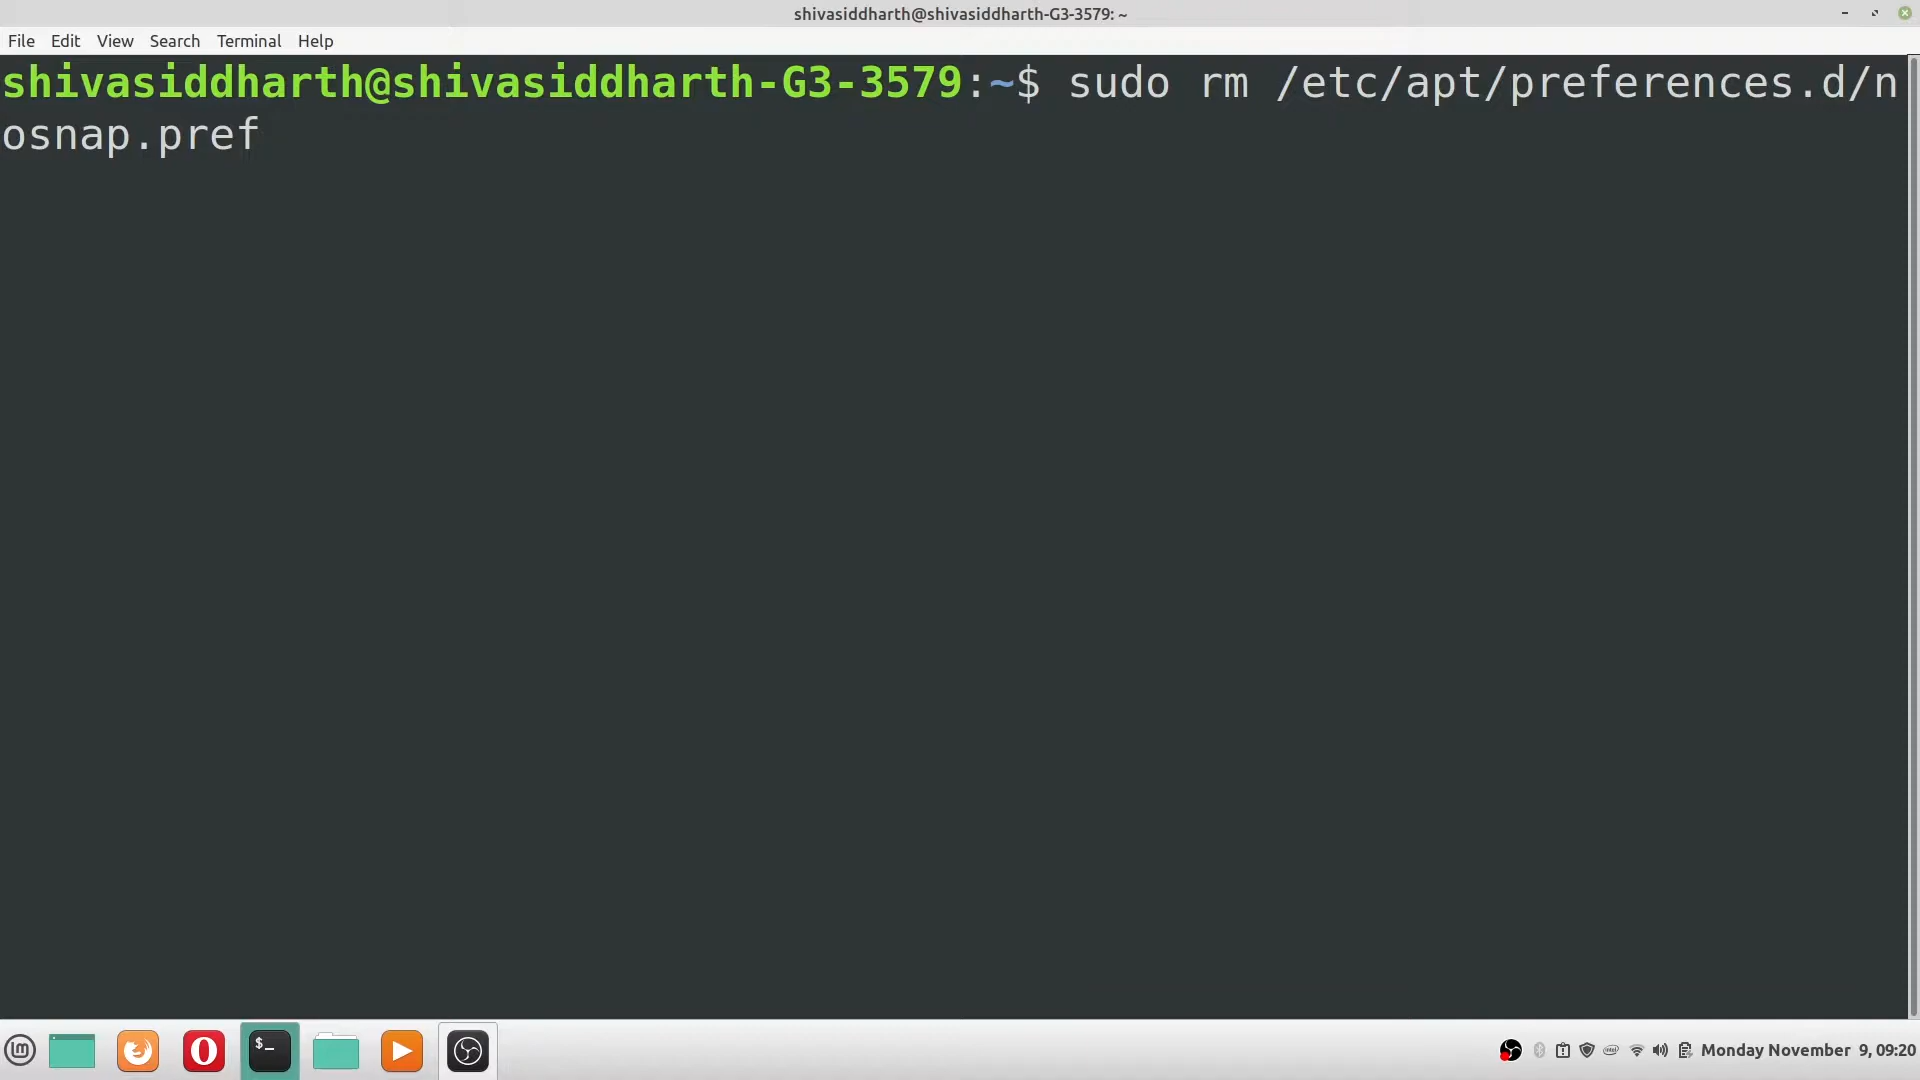 shivasiddharth@shivasiddharth-G3-3579: ~
File Edit View Search Terminal Help
shivasiddharth@shivasiddharth-G3-3579:~$ sudo rm /etc/apt/preferences.d/n
osnap.pref
$_
Monday November 9, 09:20